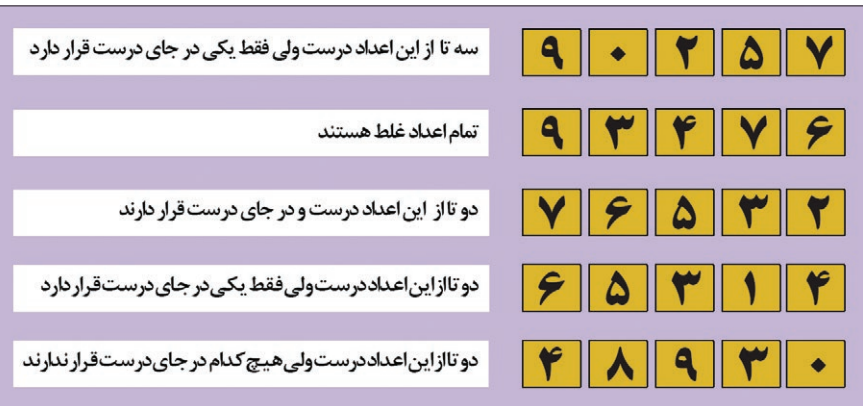 سه تا از این اعداد درست ولی فقط یکی در جای درست قرار دارد
۹ ۰ ۲ ۵ ۷
تمام اعداد غلط هستند
۹ ۳ ۴ ۷ ۶
دو تا از این اعداد درست و در جای درست قرار دارند
۷ ۶ ۵ ۳ ۲
دو تا از این اعداد درست ولی فقط یکی در جای درست قرار دارد
۶ ۵ ۳ ۱ ۴
دو تا از این اعداد درست ولی هیچ کدام در جای درست قرار ندارند
۴ ۸ ۹ ۳ ۰